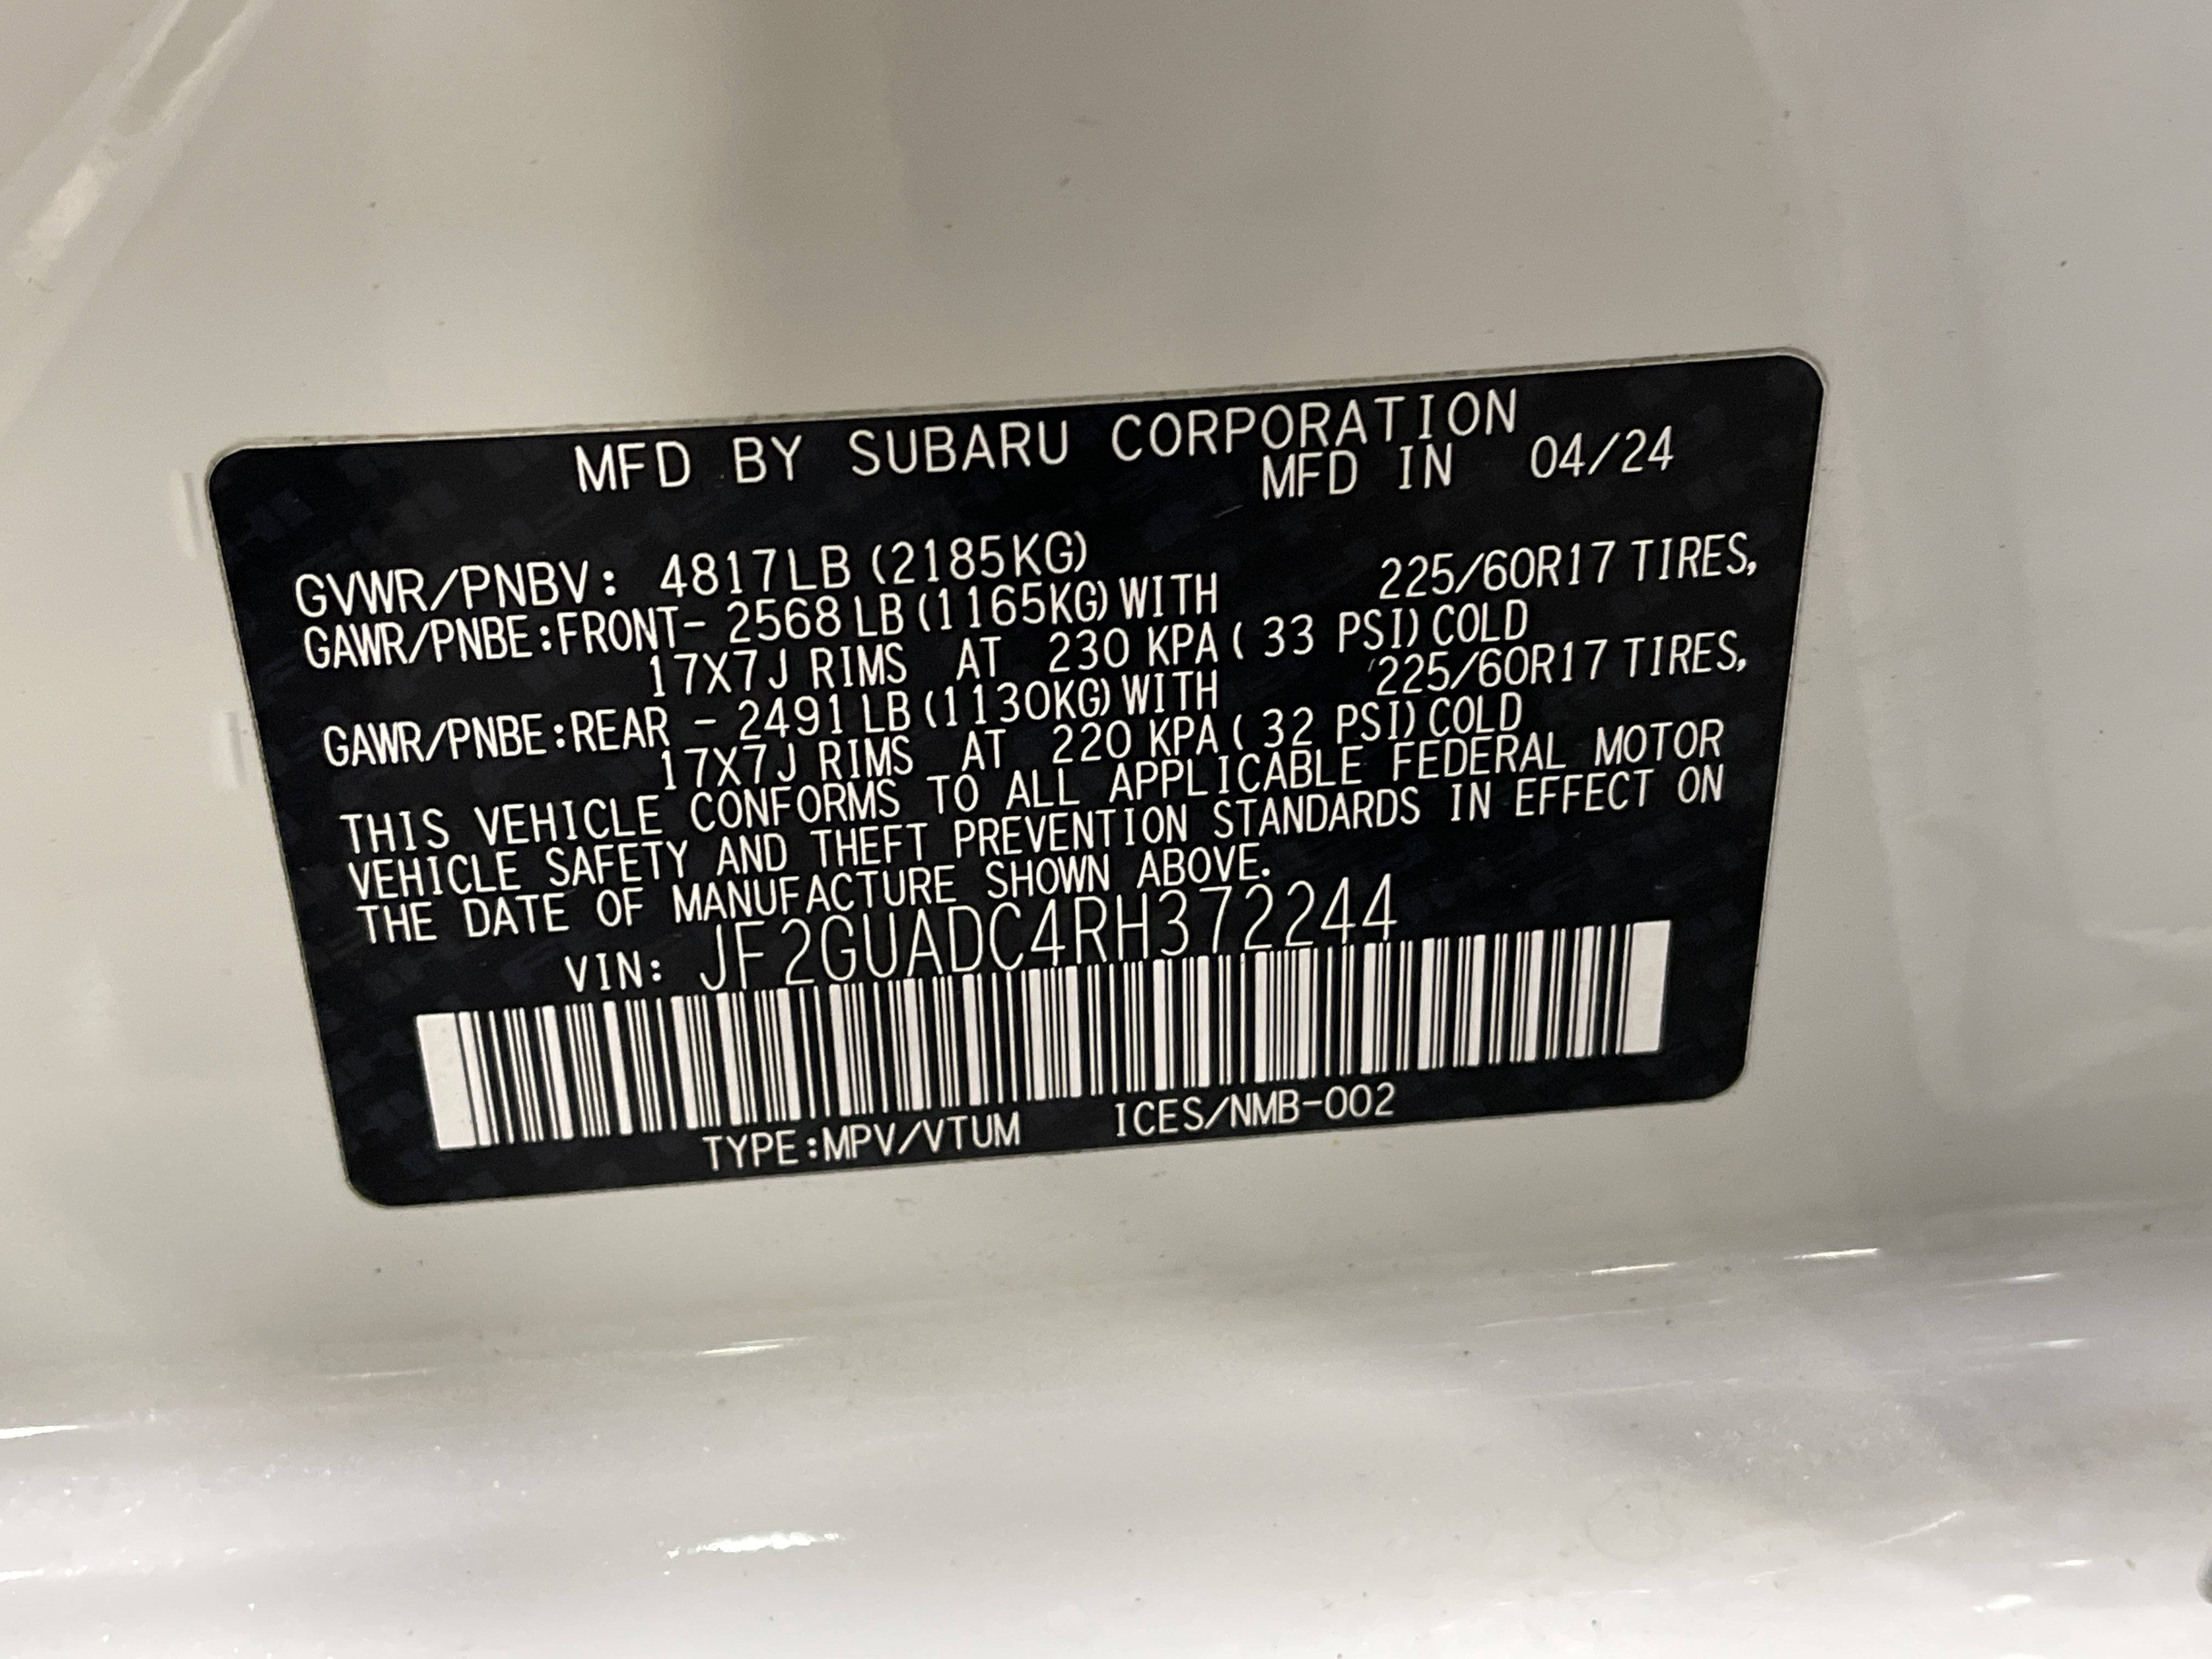 MFD BY SUBARU CORPORATION
MFD IN 04/24
GVWR/PNBV: 4817LB (2185KG)
GAWR/PNBE:FRONT- 2568 LB (1165KG) WITH 225/60R17 TIRES,
17X7J RIMS AT 230 KPA ( 33 PSI) COLD
GAWR/PNBE:REAR - 2491 LB (1130KG) WITH 225/60R17 TIRES,
17X7J RIMS AT 220 KPA ( 32 PSI) COLD
THIS VEHICLE CONFORMS TO ALL APPLICABLE FEDERAL MOTOR
VEHICLE SAFETY AND THEFT PREVENTION STANDARDS IN EFFECT ON
THE DATE OF MANUFACTURE SHOWN ABOVE.
VIN: JF2GUADC4RH372244
TYPE:MPV/VTUM ICES/NMB-002